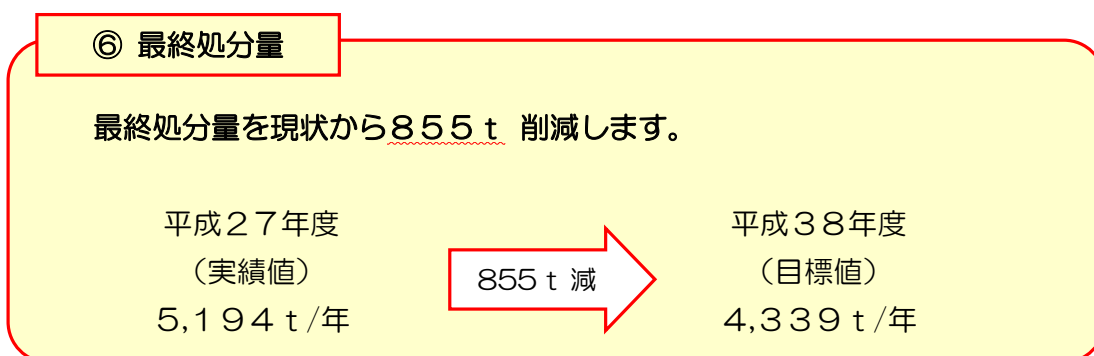 ⑥ 最終処分量
最終処分量を現状から８５５ｔ 削減します。
平成２７年度
（実績値）
５,１９４ｔ/年
855ｔ減
平成３８年度
（目標値）
４,３３９ｔ/年